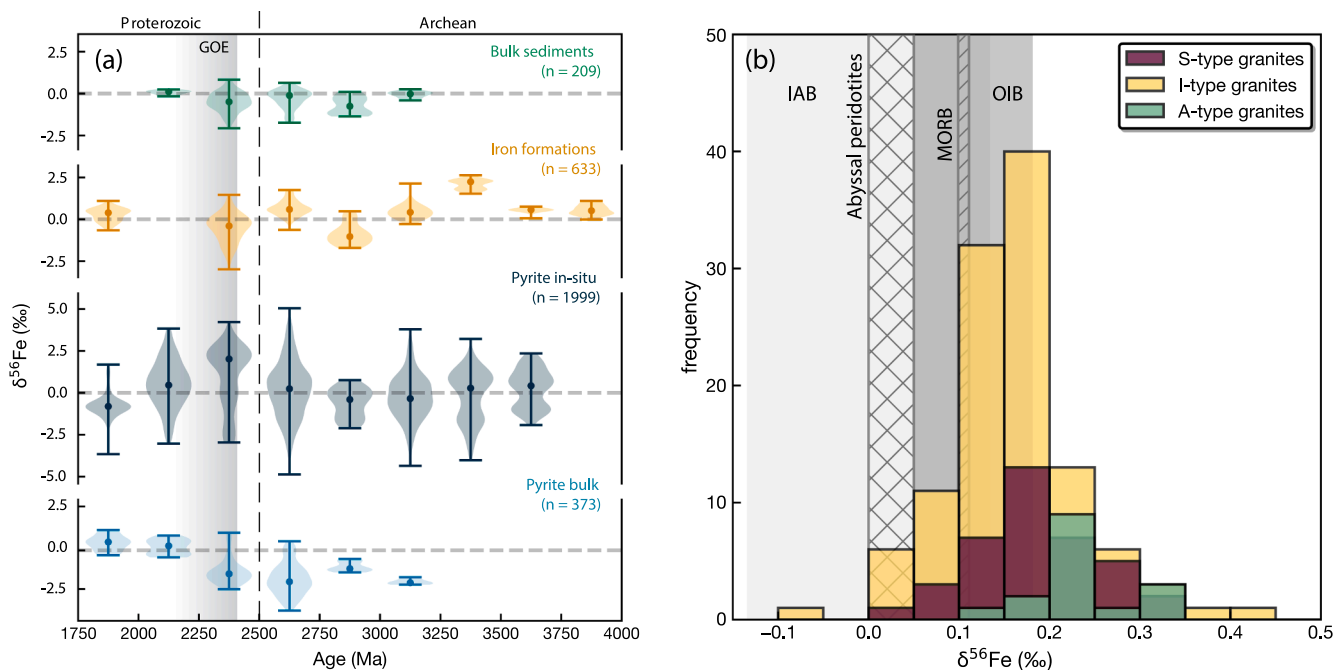 Proterozoic
Archean
(a)
GOE
Bulk sediments
(n = 209)
0.0
-2.5
Iron formations
(n = 633)
2.5
0.0
-2.5
Pyrite in-situ
(n = 1999)
5.0
2.5
0.0
-2.5
-5.0
Pyrite bulk
(n = 373)
2.5
0.0
-2.5
δ⁵⁶Fe (‰)
1750 2000 2250 2500 2750 3000 3250 3500 3750 4000
Age (Ma)
(b)
IAB
Abyssal peridotites
MORB
OIB
S-type granites
I-type granites
A-type granites
50
40
30
20
10
0
frequency
−0.1 0.0 0.1 0.2 0.3 0.4 0.5
δ⁵⁶Fe (‰)